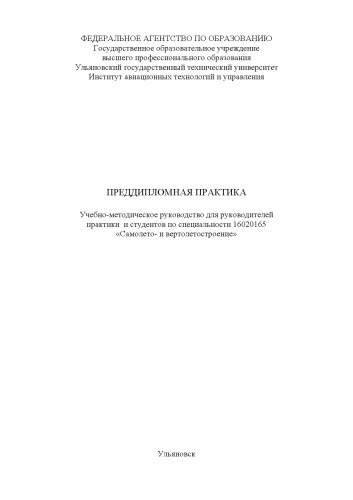 ФЕДЕРАЛЬНОЕ АГЕНТСТВО ПО ОБРАЗОВАНИЮ
Государственное образовательное учреждение
высшего профессионального образования
Ульяновский государственный технический университет
Институт авиационных технологий и управления
ПРЕДДИПЛОМНАЯ ПРАКТИКА
Учебно-методическое руководство для руководителей
практики и студентов по специальности 16020165
«Самолето- и вертолетостроение»
Ульяновск